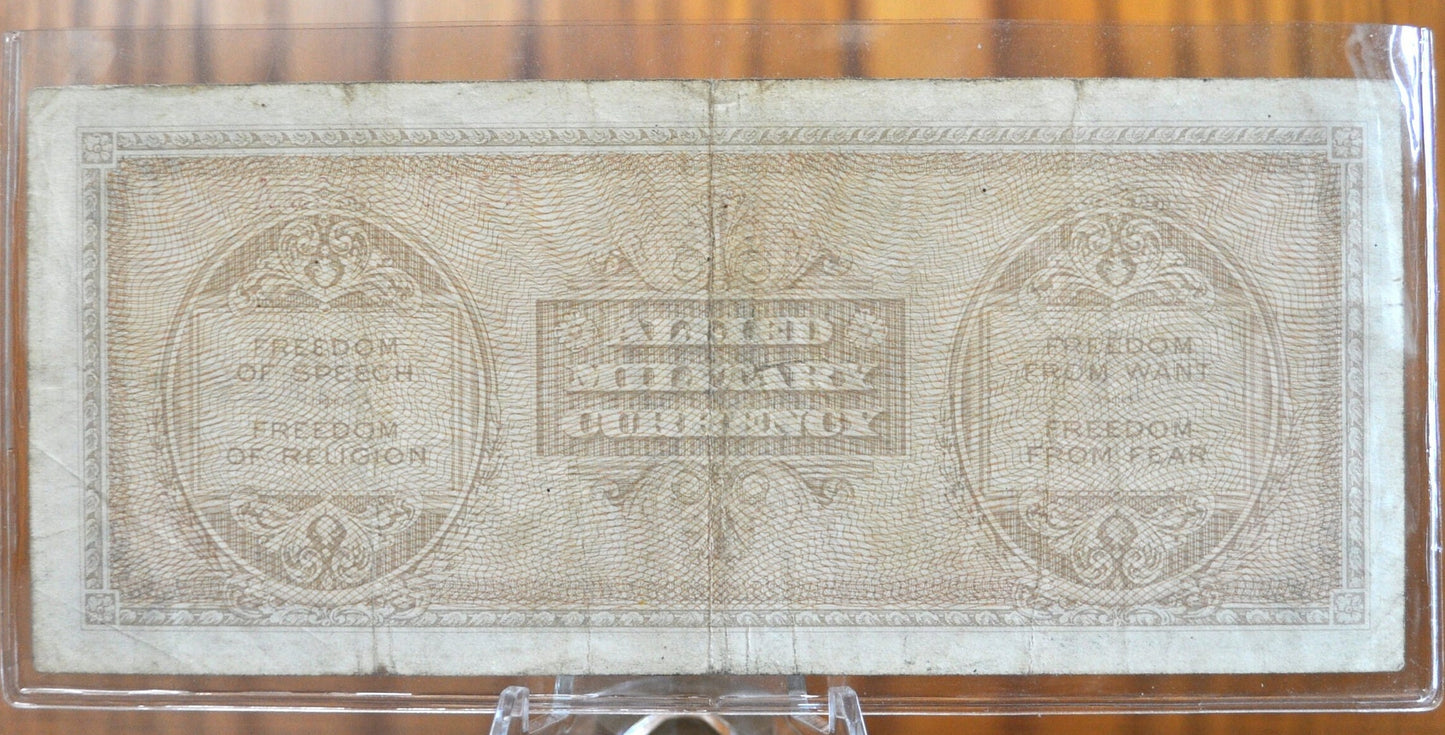 FREEDOM
OF SPEECH
FREEDOM
OF RELIGION
ALLIED
MILITARY
CURRENCY
FREEDOM
FROM WANT
FREEDOM
FROM FEAR